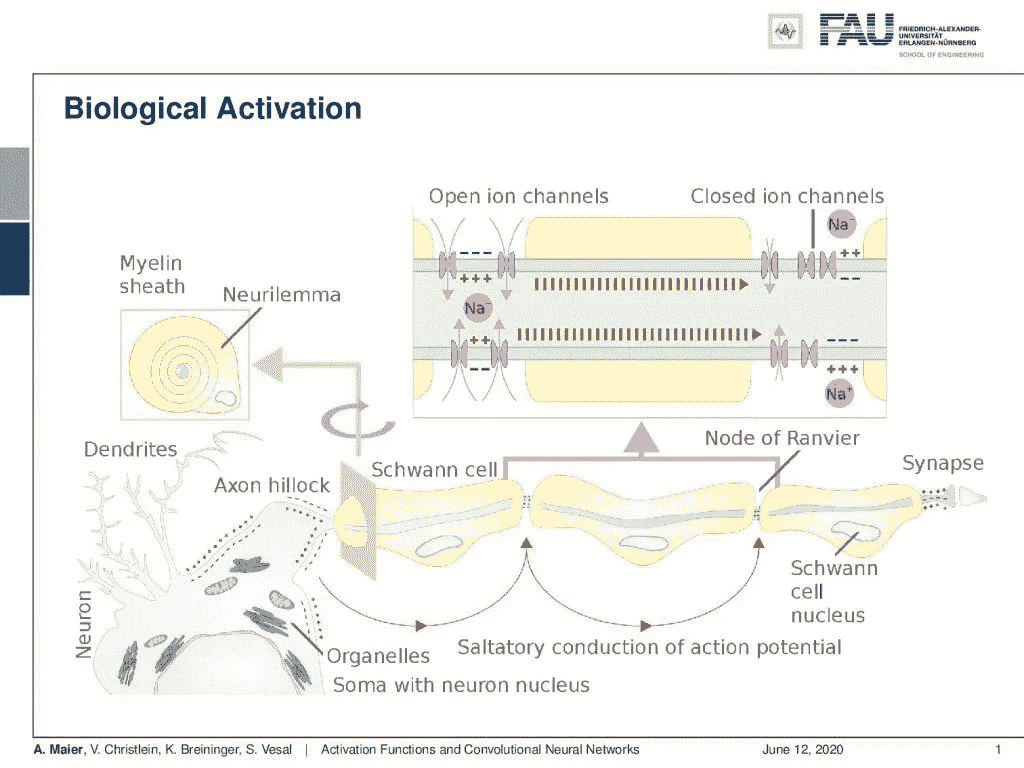 FAU
FRIEDRICH-ALEXANDER-
UNIVERSITÄT
ERLANGEN-NÜRNBERG
SCHOOL OF ENGINEERING
Biological Activation
Open ion channels
Closed ion channels
Na⁻
- - -
+ +
+ + +
- -
Na⁻
+ +
- - -
- -
+ + +
Na⁺
Myelin
sheath
Neurilemma
Dendrites
Axon hillock
Schwann cell
Node of Ranvier
Synapse
Schwann
cell
nucleus
Neuron
Organelles
Saltatory conduction of action potential
Soma with neuron nucleus
A. Maier, V. Christlein, K. Breininger, S. Vesal | Activation Functions and Convolutional Neural Networks June 12, 2020 1